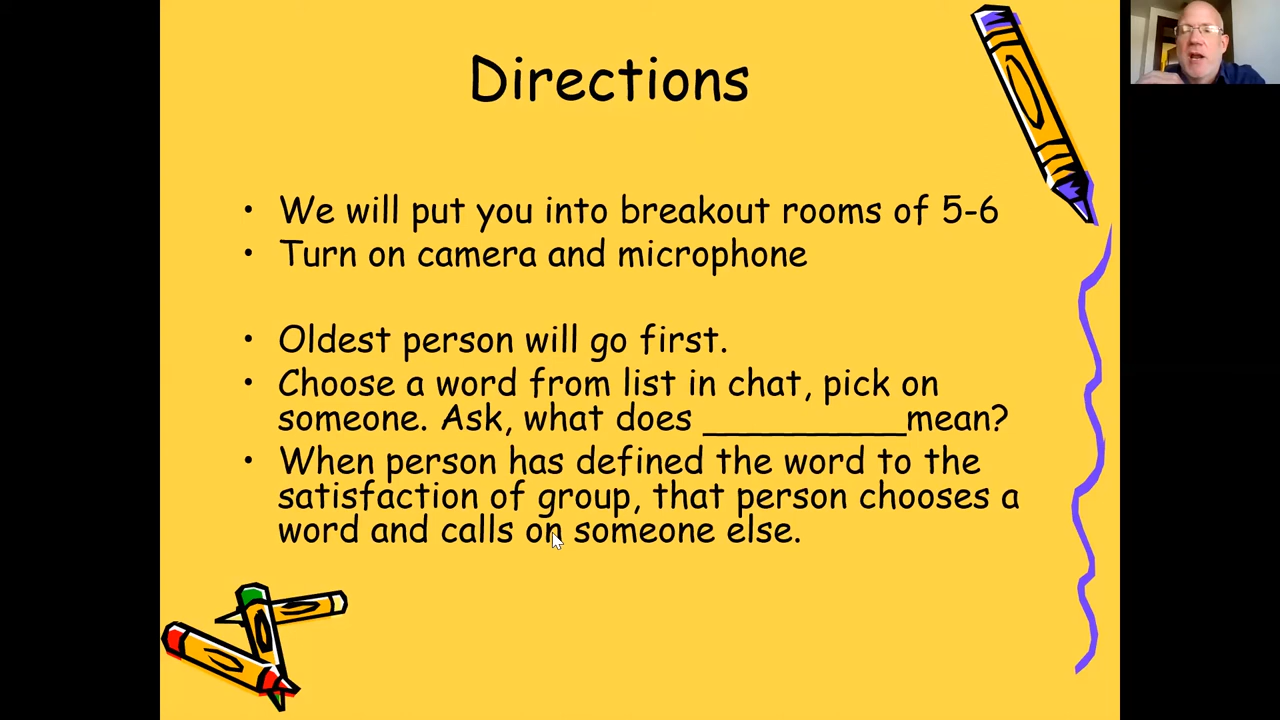 Directions
• We will put you into breakout rooms of 5-6
• Turn on camera and microphone
• Oldest person will go first.
• Choose a word from list in chat, pick on
someone. Ask, what does __________mean?
• When person has defined the word to the
satisfaction of group, that person chooses a
word and calls on someone else.